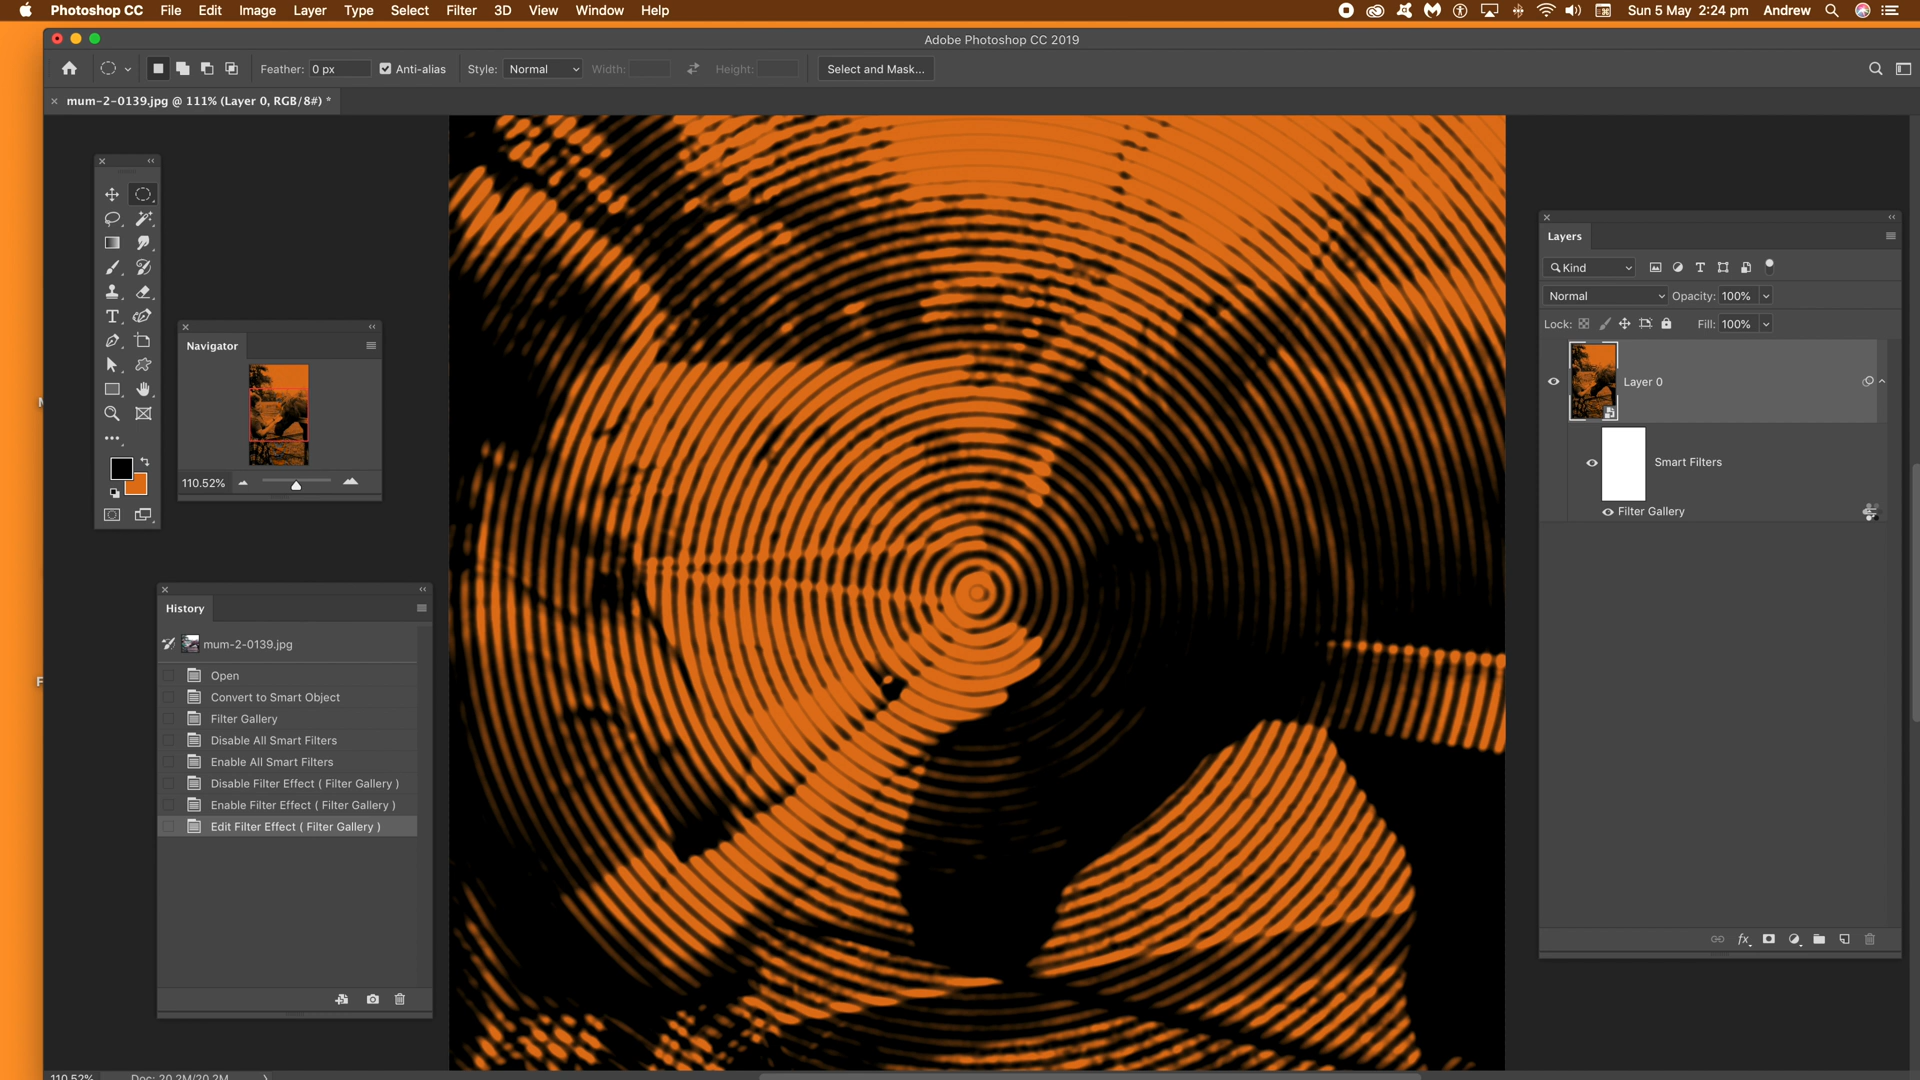 Photoshop CC File Edit Image Layer Type Select Filter 3D View Window Help Sun 5 May 2:24 pm Andrew
Adobe Photoshop CC 2019
Feather: 0 px Anti-alias Style: Normal Width: Height: Select and Mask...
mum-2-0139.jpg @ 111% (Layer 0, RGB/8#) *
Layers
Kind
Normal Opacity: 100%
Lock: Fill: 100%
Navigator
Layer 0
110.52%
Smart Filters
Filter Gallery
History
mum-2-0139.jpg
Open
Convert to Smart Object
Filter Gallery
Disable All Smart Filters
Enable All Smart Filters
Disable Filter Effect ( Filter Gallery )
Enable Filter Effect ( Filter Gallery )
Edit Filter Effect ( Filter Gallery )
fx
110.52% Doc: 20.2M/20.2M